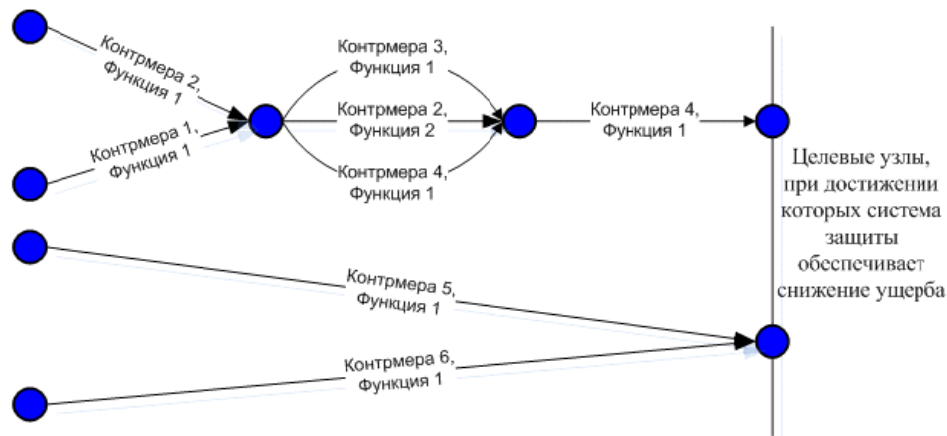 Контрмера 2,
Функция 1
Контрмера 1,
Функция 1
Контрмера 3,
Функция 1
Контрмера 2,
Функция 2
Контрмера 4,
Функция 1
Контрмера 4,
Функция 1
Целевые узлы,
при достижении
которых система
защиты
обеспечивает
снижение ущерба
Контрмера 5,
Функция 1
Контрмера 6,
Функция 1